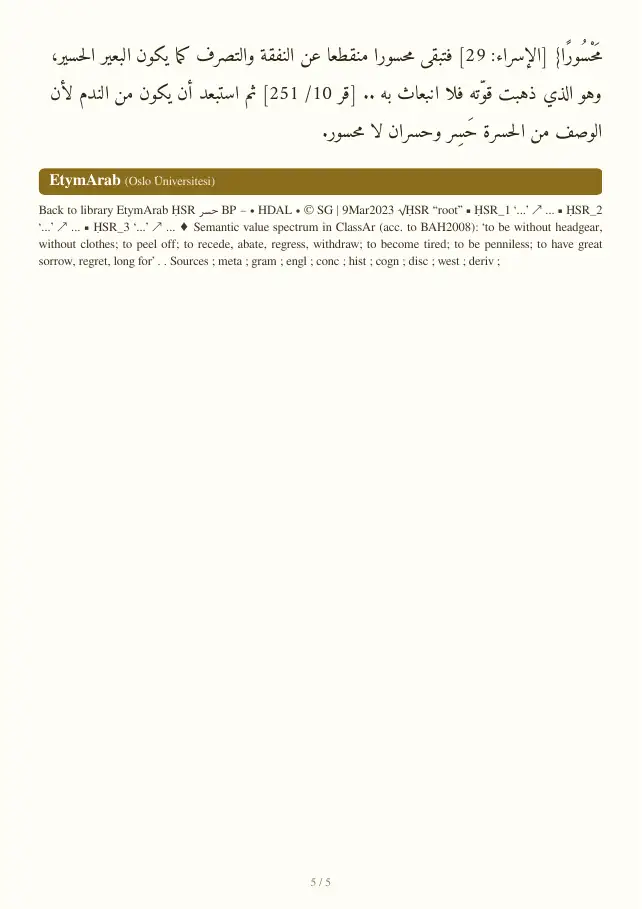 مَحْسُورًا} [الإسراء: 29] فتبقى محسورا منقطعا عن النفقة والتصرف كما يكون البعير الحسير،
وهو الذي ذهبت قوّته فلا انبعاث به .. [قر 10/ 251] ثم استبعد أن يكون من الندم لأن
الوصف من الحسرة حَسِر وحسران لا محسور.
EtymArab (Oslo Üniversitesi)
Back to library EtymArab ḤSR حسر BP – • HDAL • © SG | 9Mar2023 √ḤSR “root” ▪ ḤSR_1 ‘...’ ↗ ... ▪ ḤSR_2
‘...’ ↗ ... ▪ ḤSR_3 ‘...’ ↗ ... ♦ Semantic value spectrum in ClassAr (acc. to BAH2008): ‘to be without headgear,
without clothes; to peel off; to recede, abate, regress, withdraw; to become tired; to be penniless; to have great
sorrow, regret, long for’ . . Sources ; meta ; gram ; engl ; conc ; hist ; cogn ; disc ; west ; deriv ;
5 / 5